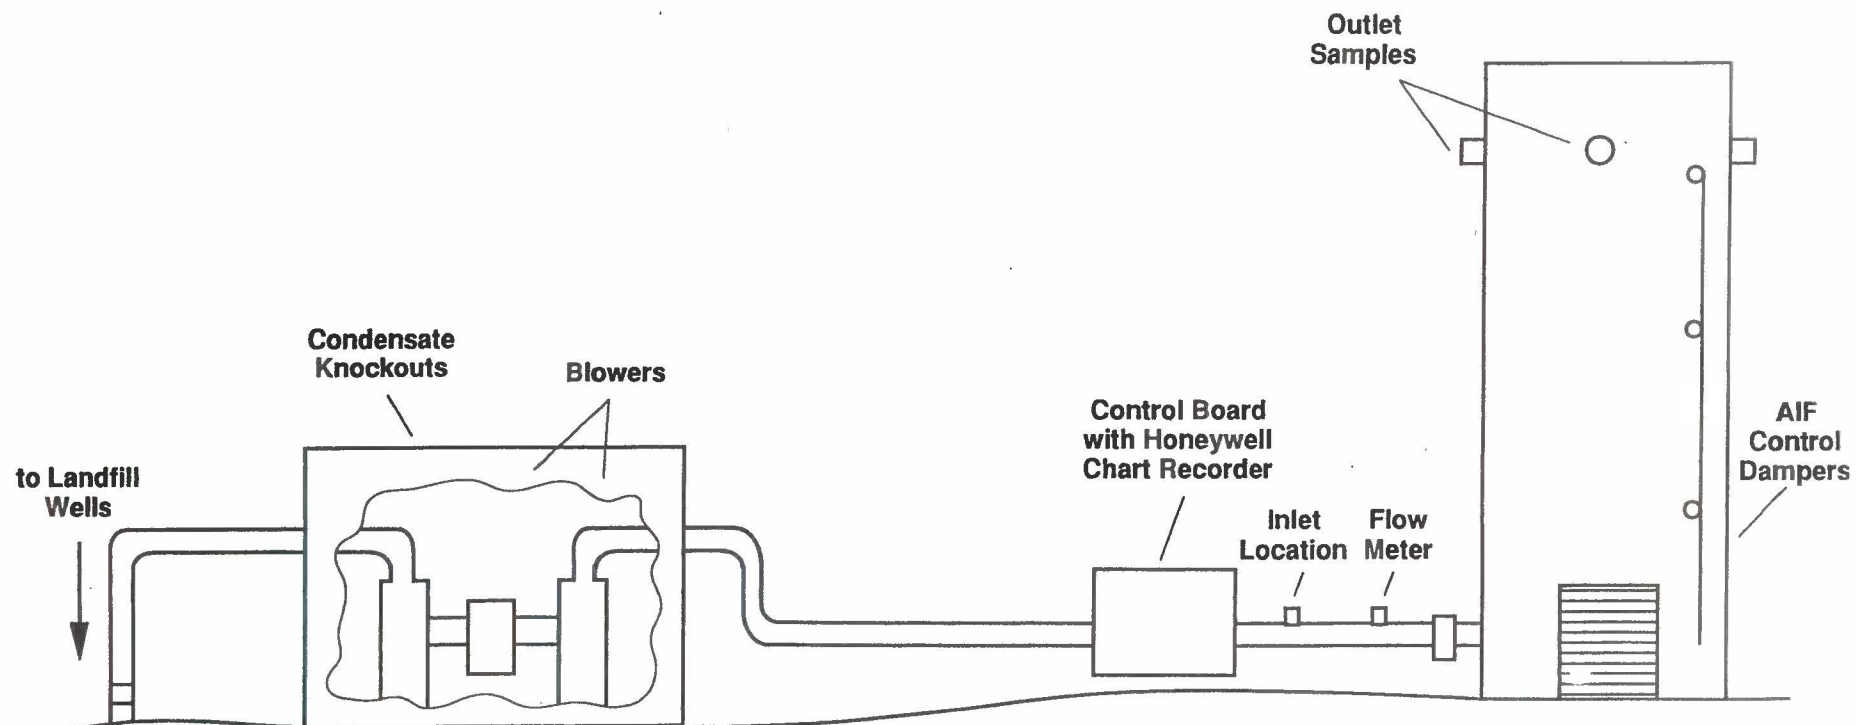 Outlet
Samples
Condensate
Knockouts
Blowers
to Landfill
Wells
Control Board
with Honeywell
Chart Recorder
Inlet
Location
Flow
Meter
AIF
Control
Dampers